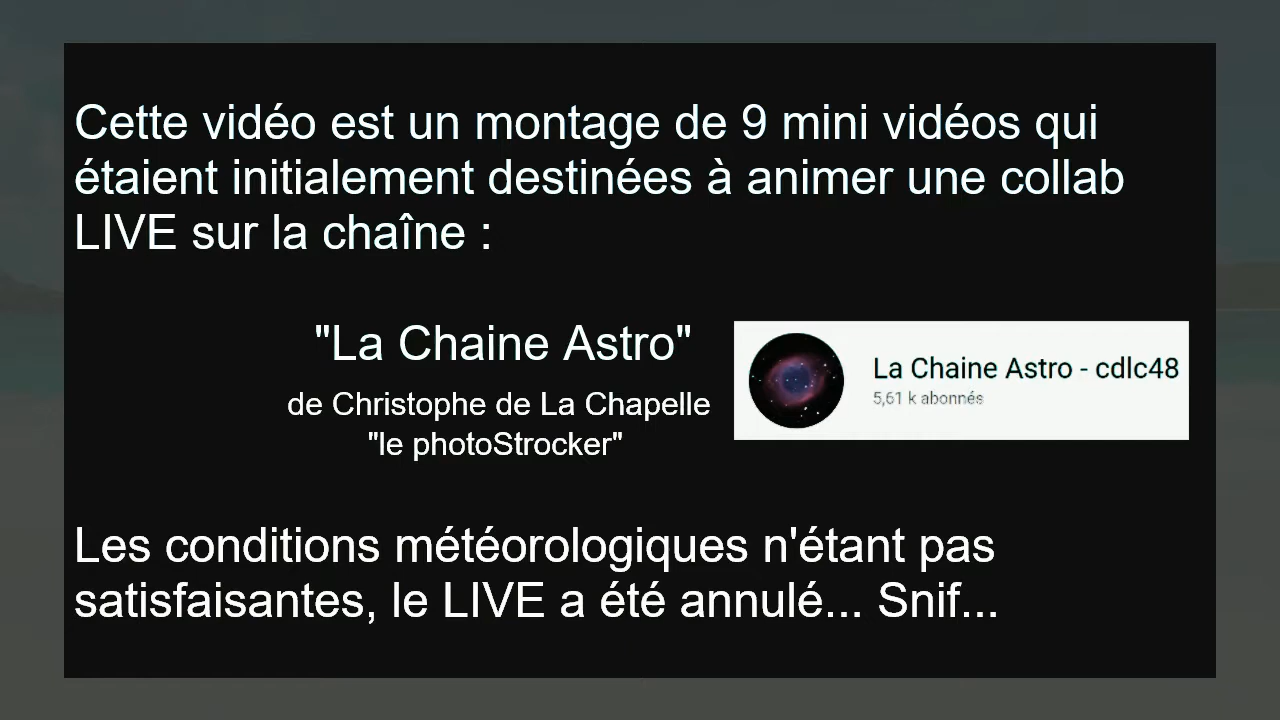 Cette vidéo est un montage de 9 mini vidéos qui
étaient initialement destinées à animer une collab
LIVE sur la chaîne :
"La Chaine Astro"
La Chaine Astro - cdlc48
5,61 k abonnés
de Christophe de La Chapelle
"le photoStrocker"
Les conditions météorologiques n'étant pas
satisfaisantes, le LIVE a été annulé... Snif...